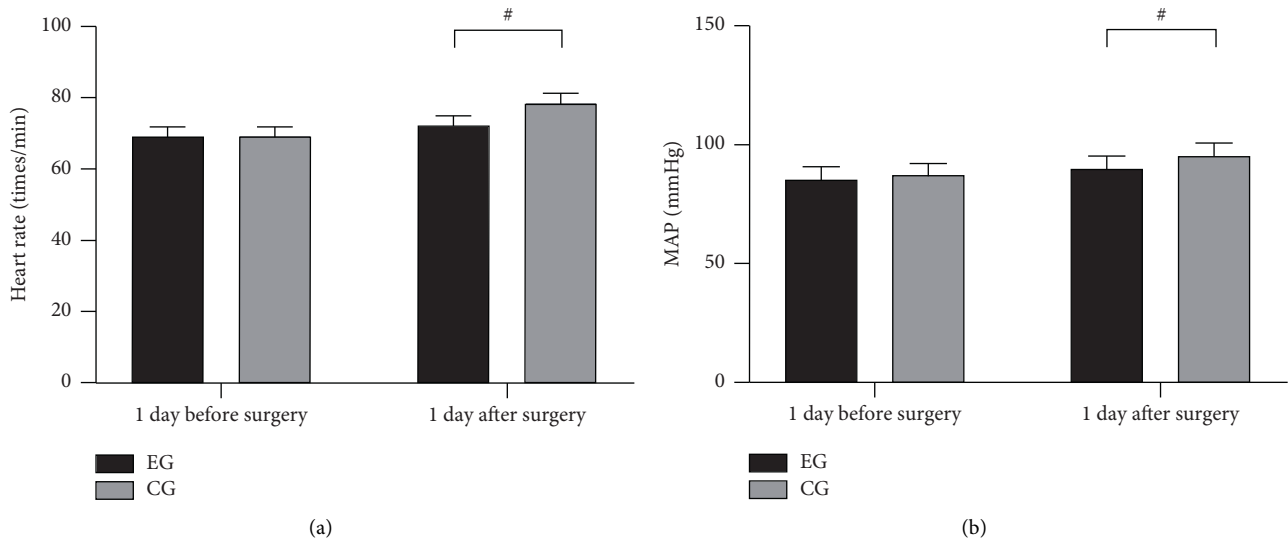 #
100
80
60
40
20
0
Heart rate (times/min)
1 day before surgery
1 day after surgery
EG
CG
(a)
#
150
100
50
0
MAP (mmHg)
1 day before surgery
1 day after surgery
EG
CG
(b)